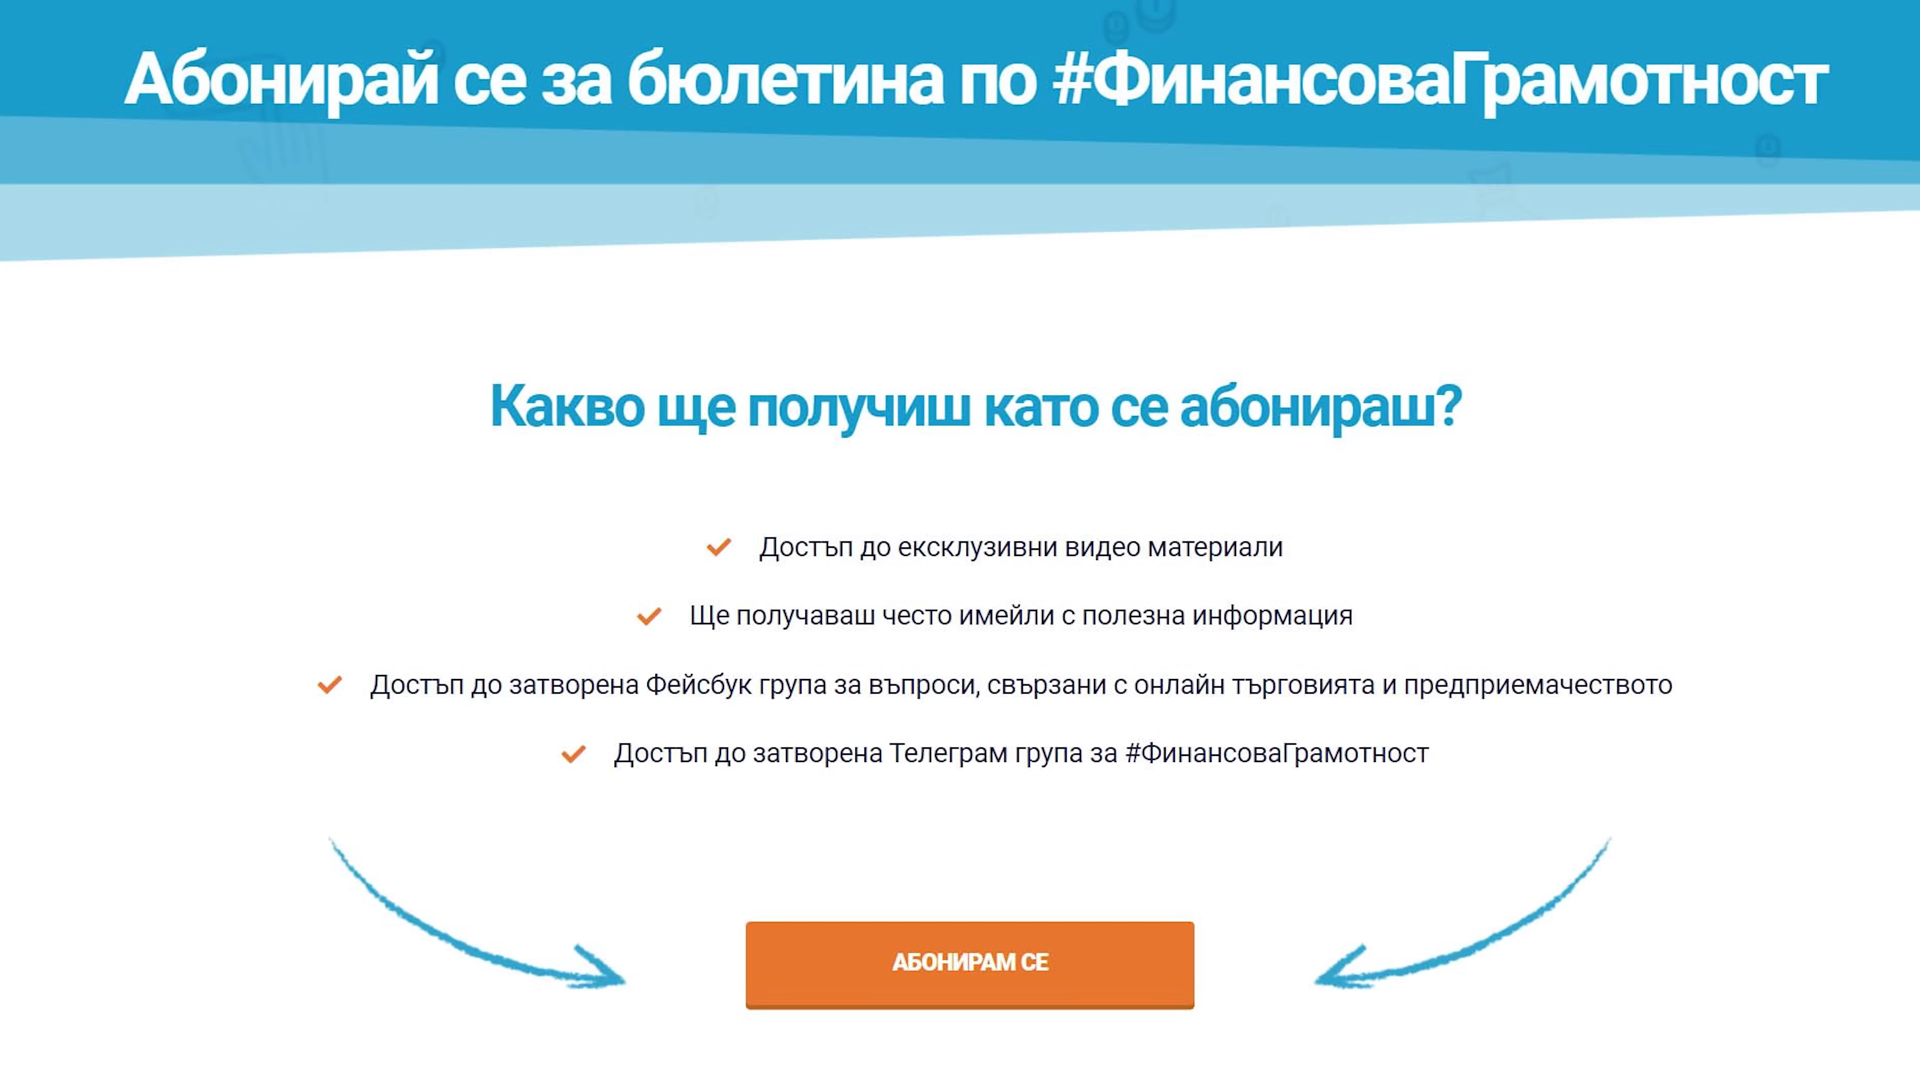 Абонирай се за бюлетина по #ФинансоваГрамотност
Какво ще получиш като се абонираш?
Достъп до ексклузивни видео материали
Ще получаваш често имейли с полезна информация
Достъп до затворена Фейсбук група за въпроси, свързани с онлайн търговията и предприемачеството
Достъп до затворена Телеграм група за #ФинансоваГрамотност
АБОНИРАМ СЕ